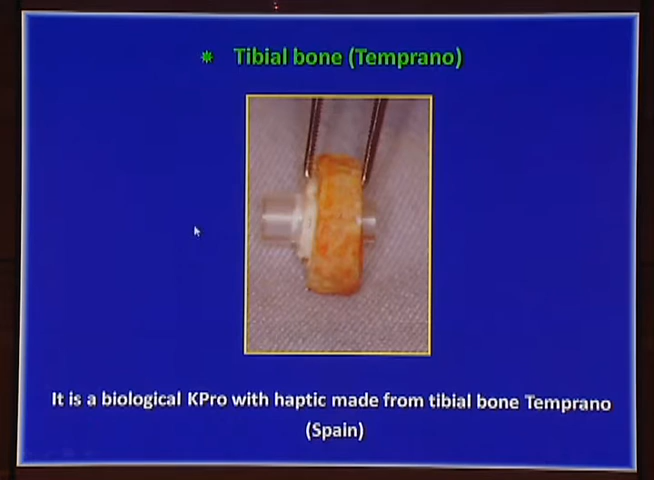 Tibial bone (Temprano)
It is a biological KPro with haptic made from tibial bone Temprano
(Spain)